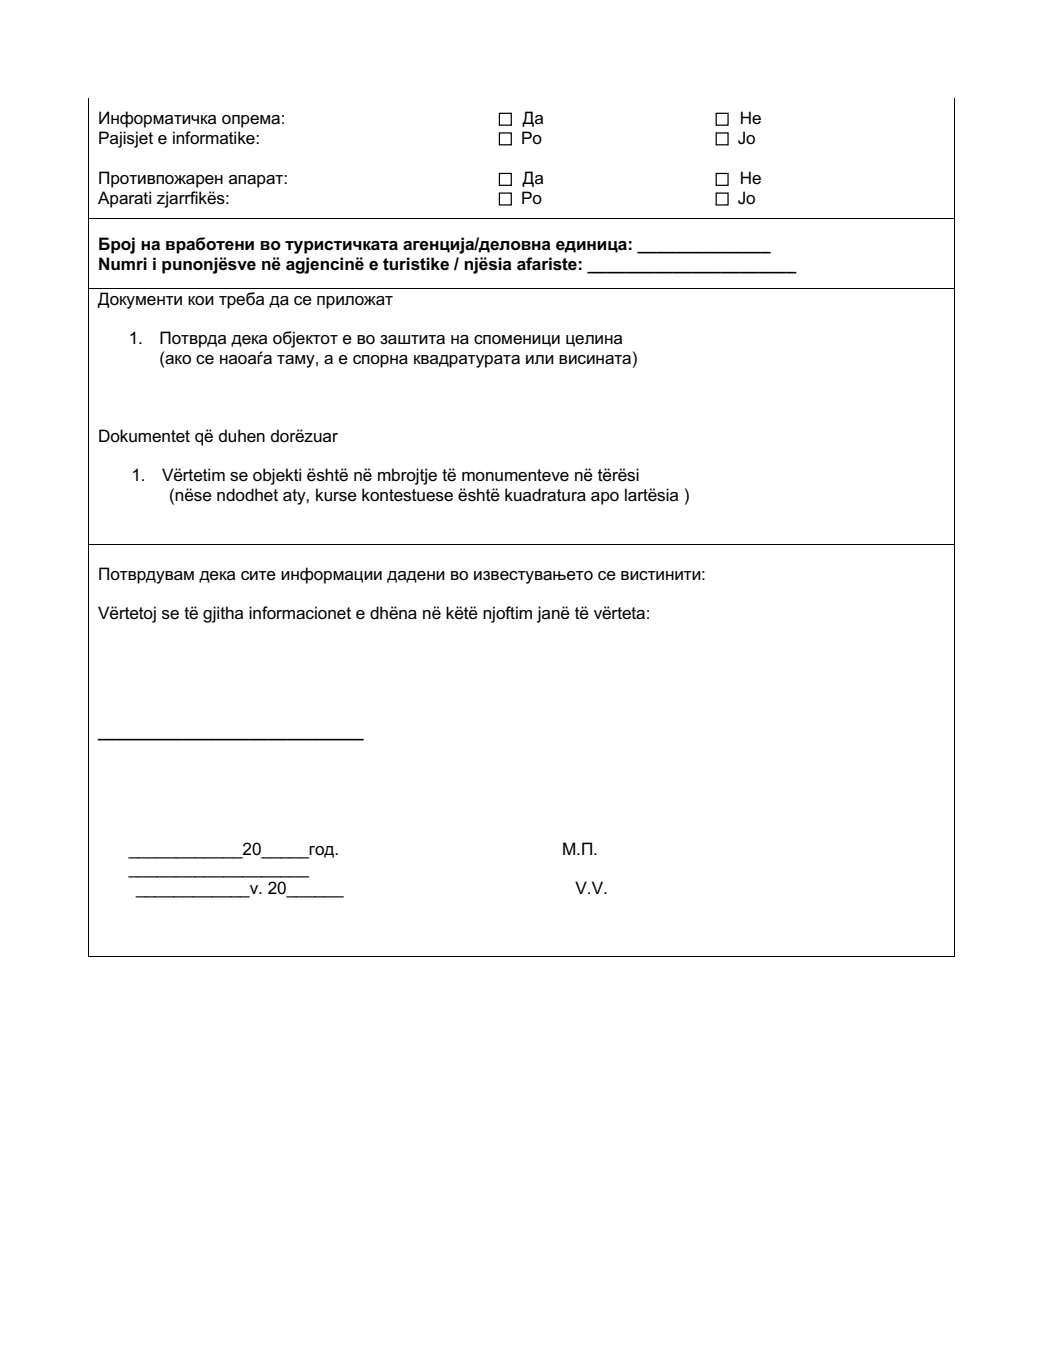 Информатичка опрема: ☐ Да ☐ Не
Pajisjet e informatike: ☐ Po ☐ Jo
Противпожарен апарат: ☐ Да ☐ Не
Aparati zjarrfikës: ☐ Po ☐ Jo
Број на вработени во туристичката агенција/деловна единица: ______________
Numri i punonjësve në agjencinë e turistike / njësia afariste: ______________________
Документи кои треба да се приложат
1. Потврда дека објектот е во заштита на споменици целина
(ако се наоаѓа таму, а е спорна квадратурата или висината)
Dokumentet që duhen dorëzuar
1. Vërtetim se objekti është në mbrojtje të monumenteve në tërësi
(nëse ndodhet aty, kurse kontestuese është kuadratura apo lartësia )
Потврдувам дека сите информации дадени во известувањето се вистинити:
Vërtetoj se të gjitha informacionet e dhëna në këtë njoftim janë të vërteta:
____________________________
____________20_____год. М.П.
___________________
____________v. 20______ V.V.